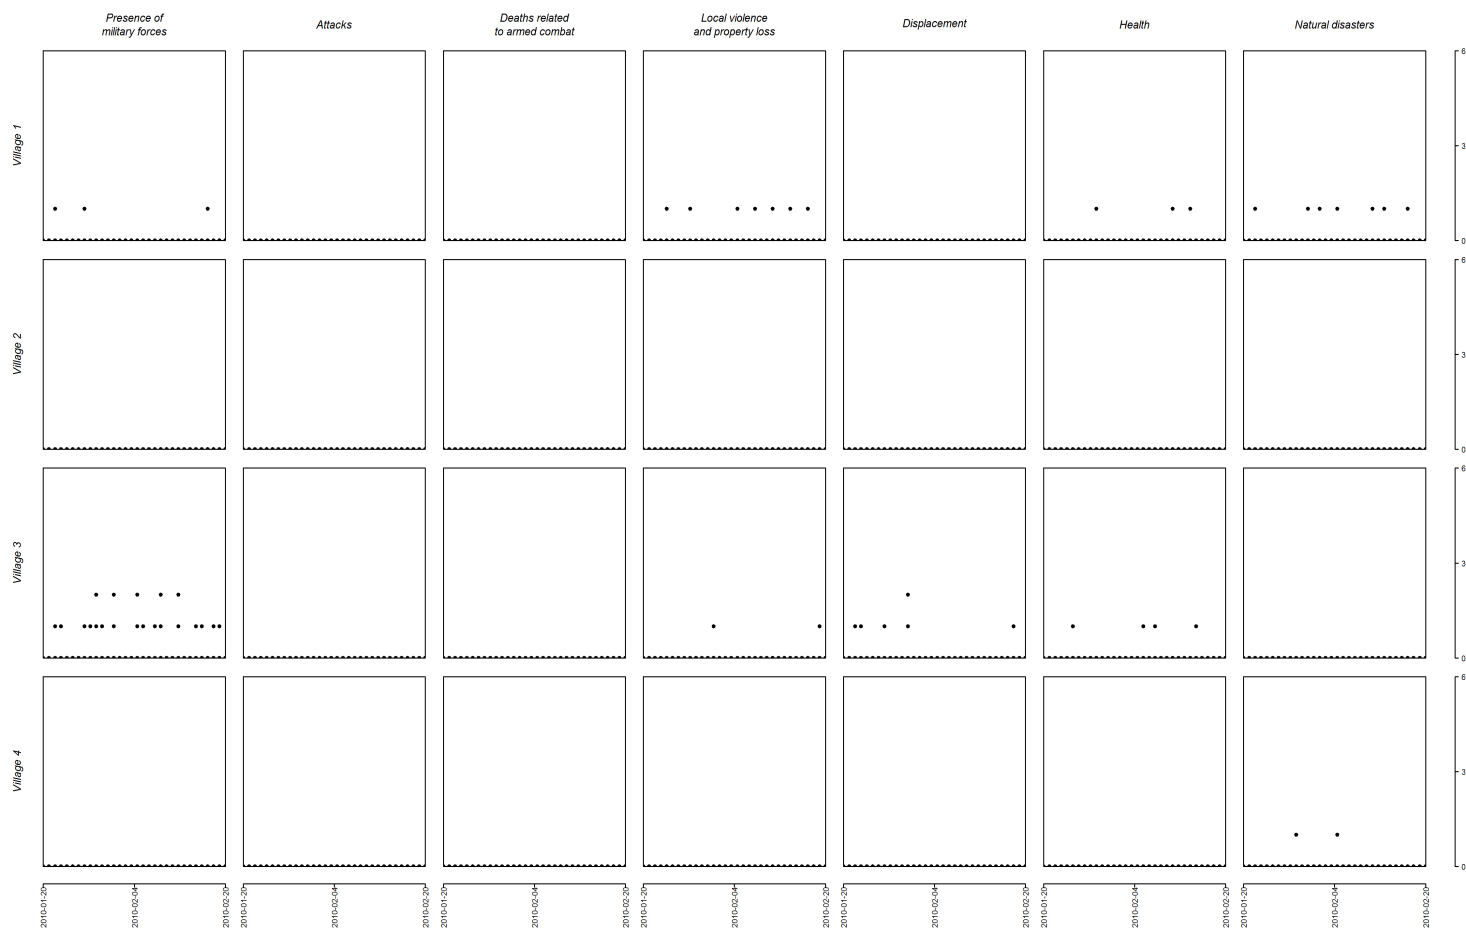 Presence of
military forces
Attacks
Deaths related
to armed combat
Local violence
and property loss
Displacement
Health
Natural disasters
Village 1
6
3
0
Village 2
6
3
0
Village 3
6
3
0
Village 4
6
3
0
2010-01-20
2010-02-04
2010-02-20
2010-01-20
2010-02-04
2010-02-20
2010-01-20
2010-02-04
2010-02-20
2010-01-20
2010-02-04
2010-02-20
2010-01-20
2010-02-04
2010-02-20
2010-01-20
2010-02-04
2010-02-20
2010-01-20
2010-02-04
2010-02-20